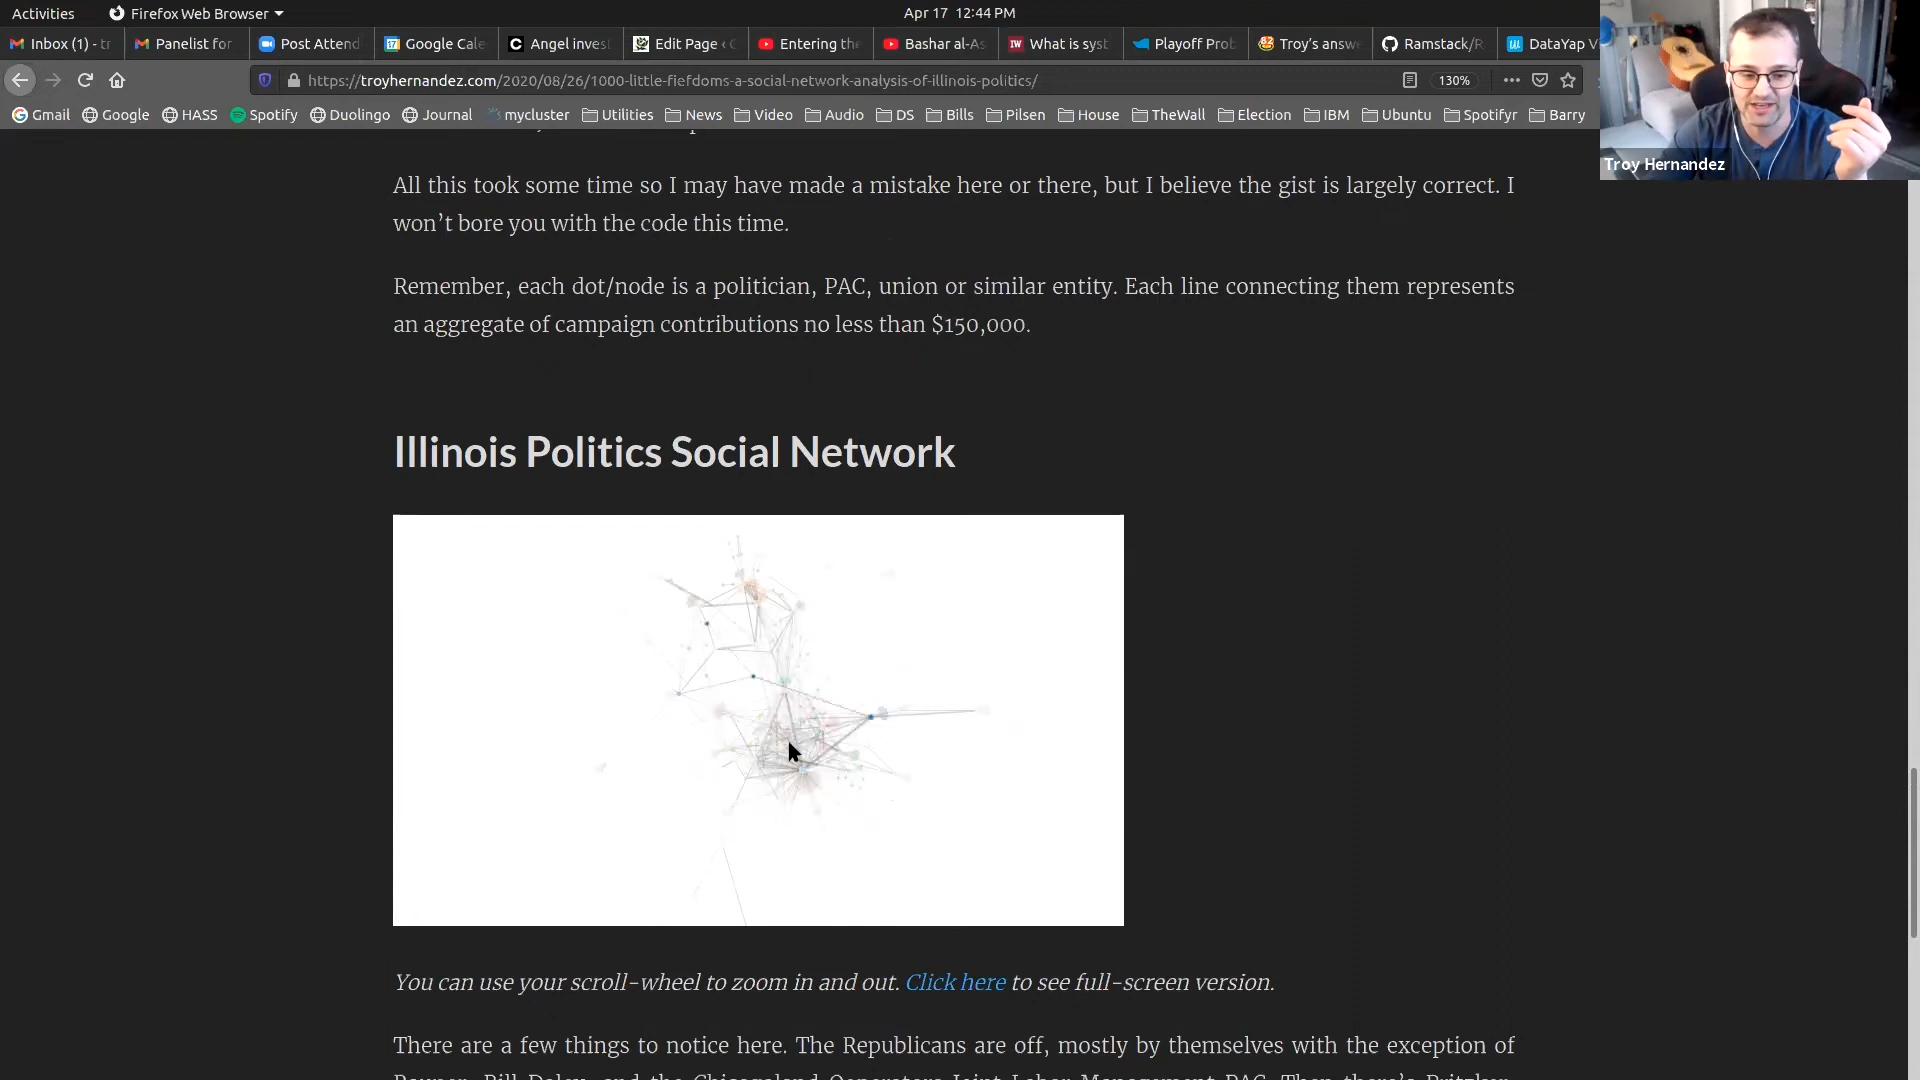 Activities Firefox Web Browser Apr 17 12:44 PM
Inbox (1) - tr Panelist for Post Attend Google Cale Angel invest Edit Page ‹ C Entering the Bashar al-As What is syst Playoff Prob Troy's answe Ramstack/R DataYap V
https://troyhernandez.com/2020/08/26/1000-little-fiefdoms-a-social-network-analysis-of-illinois-politics/ 130%
Gmail Google HASS Spotify Duolingo Journal mycluster Utilities News Video Audio DS Bills Pilsen House TheWall Election IBM Ubuntu Spotifyr Barry
Troy Hernandez
All this took some time so I may have made a mistake here or there, but I believe the gist is largely correct. I
won't bore you with the code this time.
Remember, each dot/node is a politician, PAC, union or similar entity. Each line connecting them represents
an aggregate of campaign contributions no less than $150,000.
Illinois Politics Social Network
You can use your scroll-wheel to zoom in and out. Click here to see full-screen version.
There are a few things to notice here. The Republicans are off, mostly by themselves with the exception of